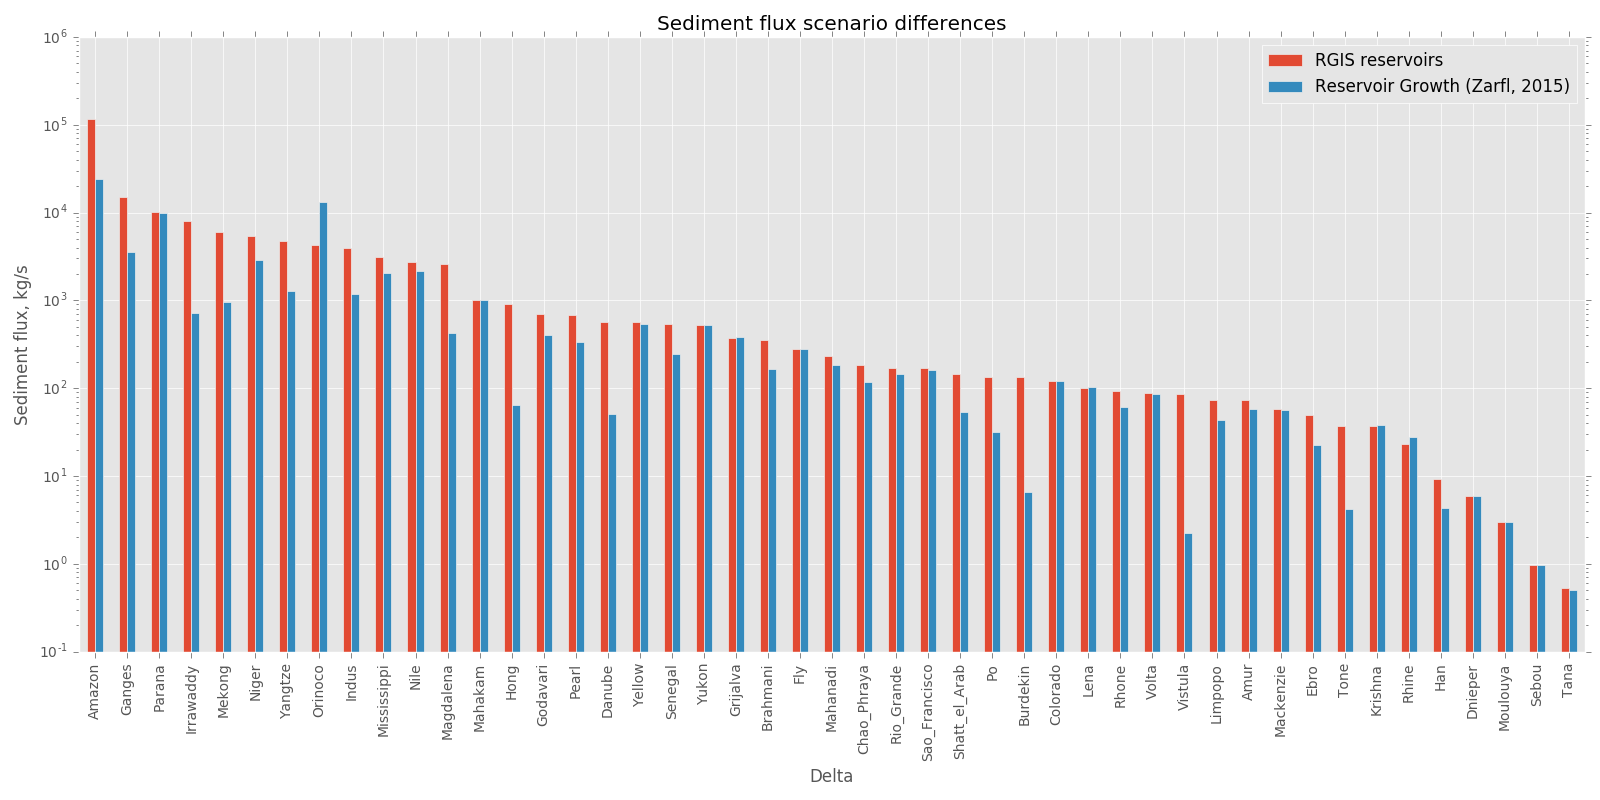 Sediment flux scenario differences
RGIS reservoirs
Reservoir Growth (Zarfl, 2015)
Sediment flux, kg/s
10^6
10^5
10^4
10^3
10^2
10^1
10^0
10^-1
Amazon
Ganges
Parana
Irrawaddy
Mekong
Niger
Yangtze
Orinoco
Indus
Mississippi
Nile
Magdalena
Mahakam
Hong
Godavari
Pearl
Danube
Yellow
Senegal
Yukon
Grijalva
Brahmani
Fly
Mahanadi
Chao_Phraya
Rio_Grande
Sao_Francisco
Shatt_el_Arab
Po
Burdekin
Colorado
Lena
Rhone
Volta
Vistula
Limpopo
Amur
Mackenzie
Ebro
Tone
Krishna
Rhine
Han
Dnieper
Moulouya
Sebou
Tana
Delta